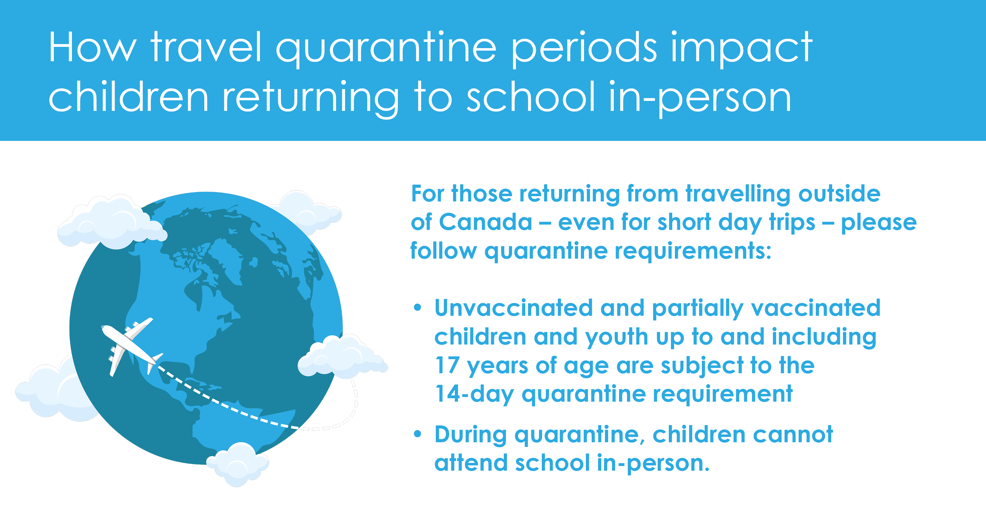 How travel quarantine periods impact
children returning to school in-person
For those returning from travelling outside
of Canada – even for short day trips – please
follow quarantine requirements:
• Unvaccinated and partially vaccinated
children and youth up to and including
17 years of age are subject to the
14-day quarantine requirement
• During quarantine, children cannot
attend school in-person.